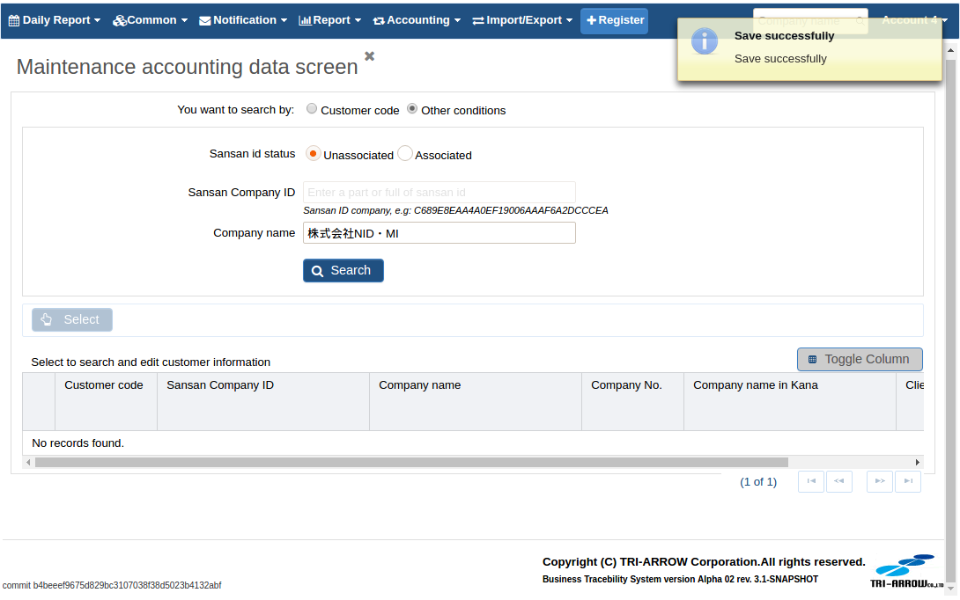 Daily Report Common Notification Report Accounting Import/Export Register Company name Account 4
Save successfully
Save successfully
Maintenance accounting data screen
You want to search by: Customer code Other conditions
Sansan id status Unassociated Associated
Sansan Company ID Enter a part or full of sansan id
Sansan ID company, e.g: C689E8EAA4A0EF19006AAAF6A2DCCCEA
Company name 株式会社NID・MI
Search
Select
Select to search and edit customer information Toggle Column
Customer code Sansan Company ID Company name Company No. Company name in Kana Clie
No records found.
(1 of 1)
Copyright (C) TRI-ARROW Corporation.All rights reserved.
Business Tracebility System version Alpha 02 rev. 3.1-SNAPSHOT
TRI-ARROW Co.,LTD
commit b4beeef9675d829bc3107038f38d5023b4132abf